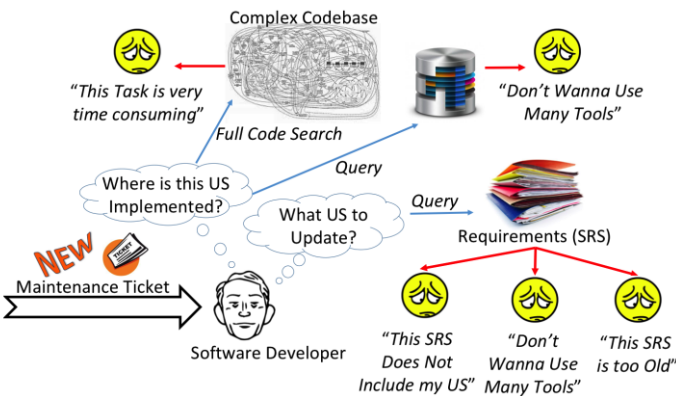 Complex Codebase
"This Task is very
time consuming"
"Don't Wanna Use
Many Tools"
Full Code Search
Query
Where is this US
Implemented?
What US to
Update?
Query
Requirements (SRS)
NEW
TICKET
Maintenance Ticket
Software Developer
"This SRS
Does Not
Include my US"
"Don't
Wanna Use
Many Tools"
"This SRS
is too Old"